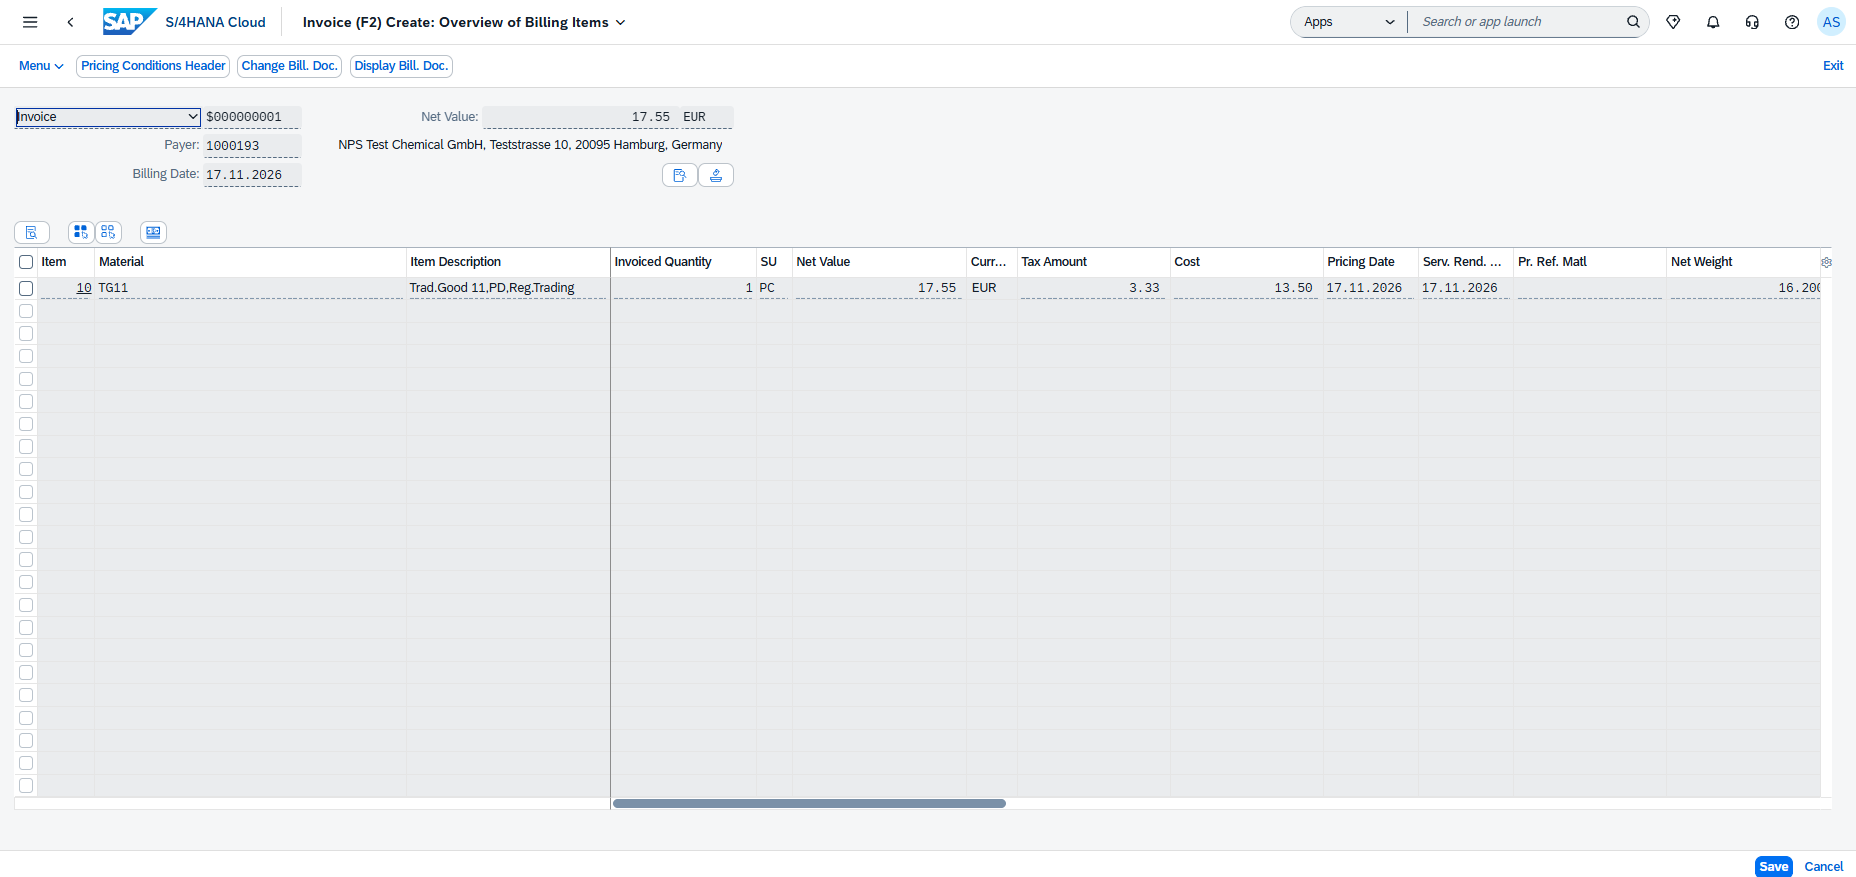 SAP S/4HANA Cloud Invoice (F2) Create: Overview of Billing Items Apps Search or app launch AS
Menu Pricing Conditions Header Change Bill. Doc. Display Bill. Doc. Exit
Invoice $000000001 Net Value: 17.55 EUR
Payer: 1000193 NPS Test Chemical GmbH, Teststrasse 10, 20095 Hamburg, Germany
Billing Date: 17.11.2026
Item Material Item Description Invoiced Quantity SU Net Value Curr... Tax Amount Cost Pricing Date Serv. Rend. ... Pr. Ref. Matl Net Weight
10 TG11 Trad.Good 11,PD,Reg.Trading 1 PC 17.55 EUR 3.33 13.50 17.11.2026 17.11.2026 16.200
Save Cancel